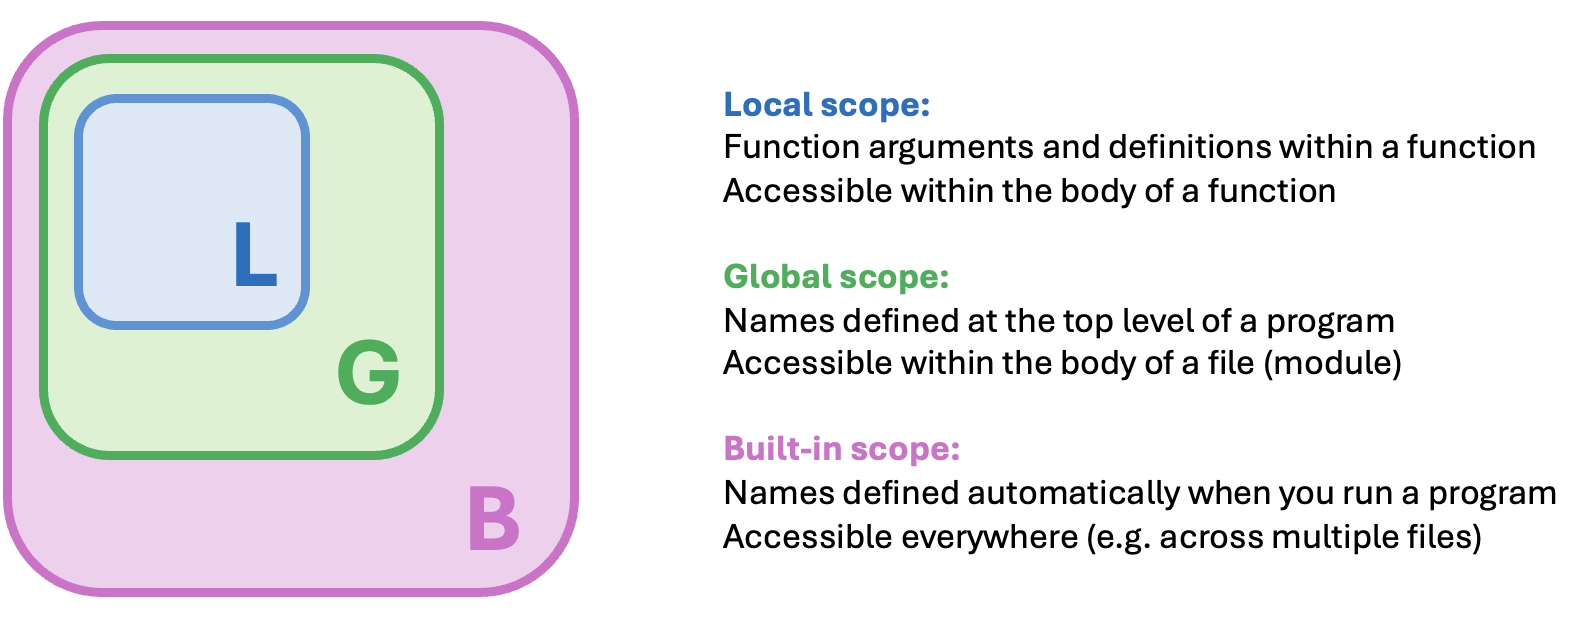 L
G
B
Local scope:
Function arguments and definitions within a function
Accessible within the body of a function
Global scope:
Names defined at the top level of a program
Accessible within the body of a file (module)
Built-in scope:
Names defined automatically when you run a program
Accessible everywhere (e.g. across multiple files)